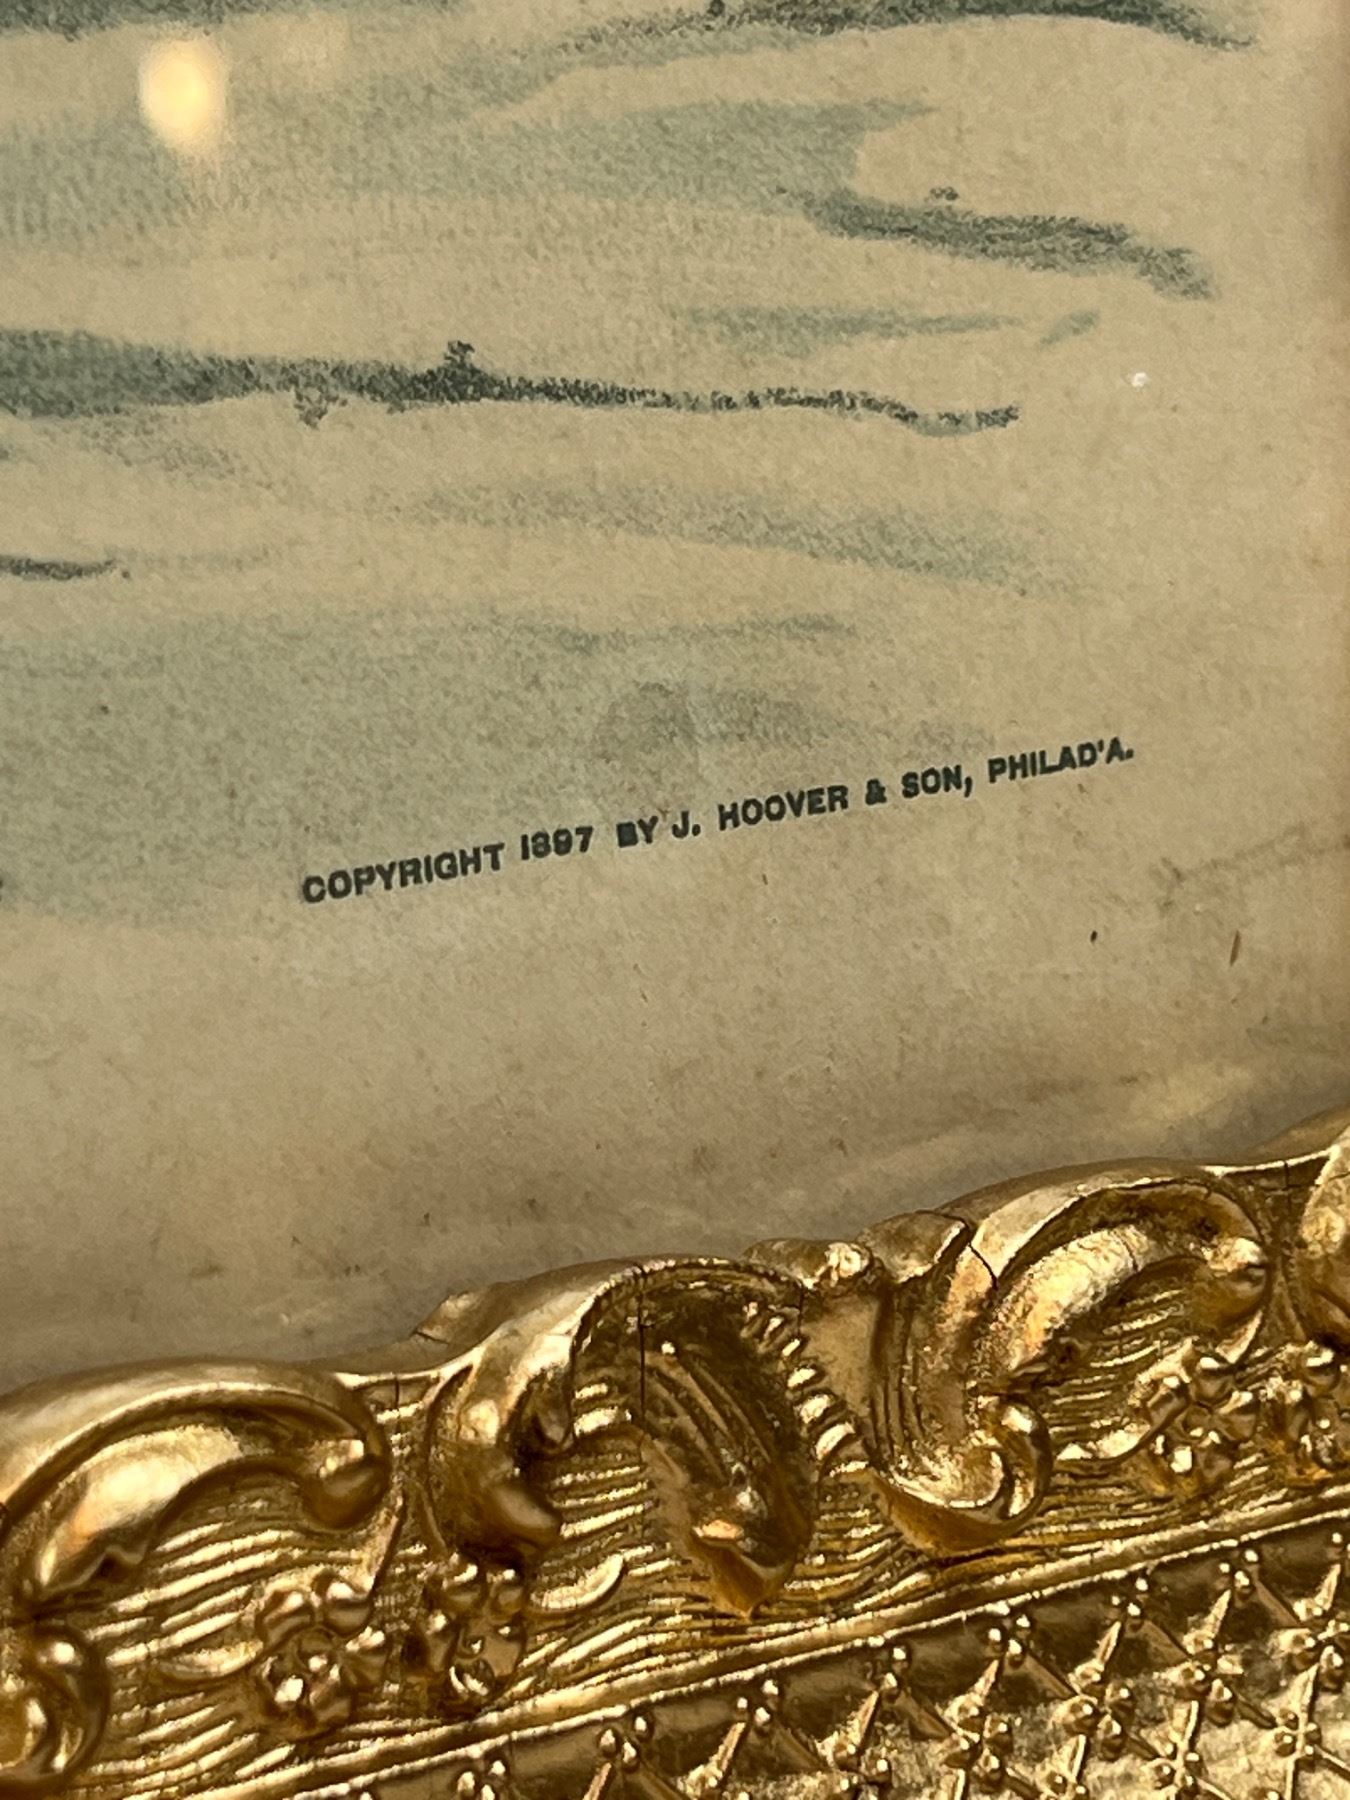 COPYRIGHT 1897 BY J. HOOVER & SON, PHILAD'A.